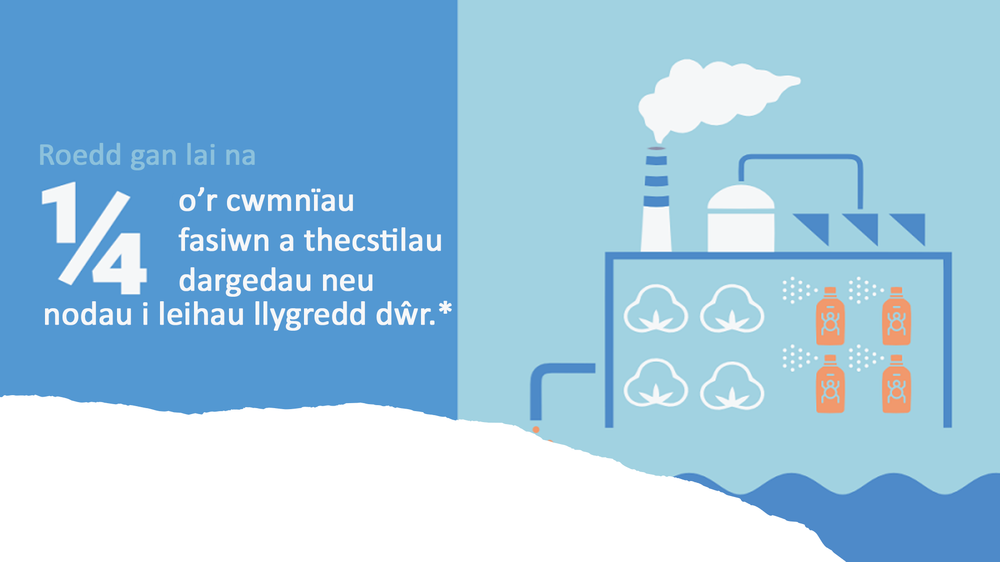 Roedd gan lai na
¼
o’r cwmnïau
fasiwn a thecstilau
dargedau neu
nodau i leihau llygredd dŵr.*